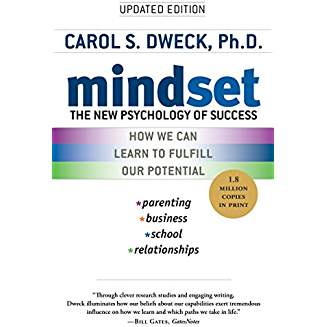 UPDATED EDITION
CAROL S. DWECK, Ph.D.
mindset
THE NEW PSYCHOLOGY OF SUCCESS
HOW WE CAN
LEARN TO FULFILL
OUR POTENTIAL
1.8
MILLION
COPIES
IN PRINT
*parenting
*business
*school
*relationships
"Through clever research studies and engaging writing,
Dweck illuminates how our beliefs about our capabilities exert tremendous
influence on how we learn and which paths we take in life."
—BILL GATES, GatesNotes